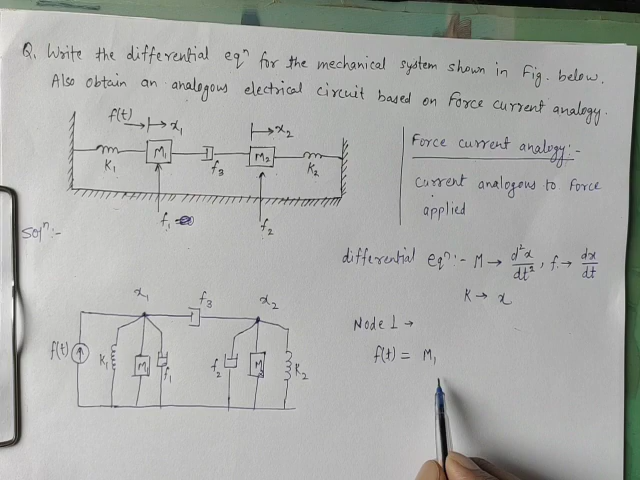 Q. Write the differential eqⁿ for the mechanical system shown in Fig. below.
Also obtain an analogous electrical circuit based on Force current analogy.
f(t) → x₁
→ x₂
K₁ M₁ f₃ M₂ K₂
f₁ f₂
Force current analogy:-
current analogous to force
applied
Solⁿ:-
differential eqⁿ:- M → d²x/dt², f → dx/dt
K → x
x₁ f₃ x₂
f(t) K₁ M₁ f₁ f₂ M₂ K₂
Node 1 →
f(t) = M₁